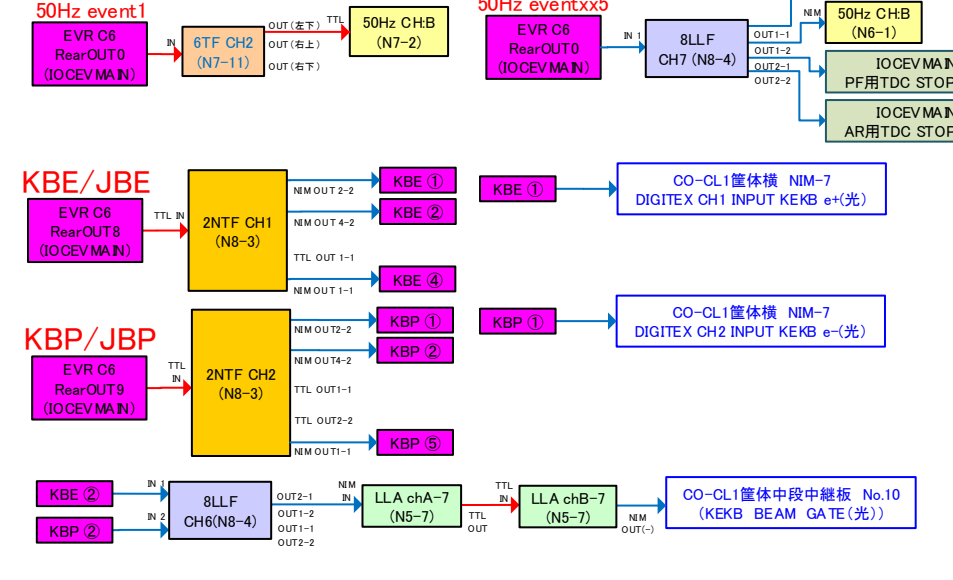 50Hz event1
EVR C6
RearOUT0
(IOCEVMAIN)
IN
6TF CH2
(N7-11)
OUT(左下)
TTL
OUT(右上)
OUT(右下)
50Hz CH:B
(N7-2)
50Hz eventxx5
EVR C6
RearOUT0
(IOCEVMAIN)
IN 1
8LLF
CH7 (N8-4)
OUT1-1
OUT1-2
OUT2-1
OUT2-2
NIM
50Hz CH:B
(N6-1)
IOCEVMAIN
PF用TDC STOP
IOCEVMAIN
AR用TDC STOP
KBE/JBE
EVR C6
RearOUT8
(IOCEVMAIN)
TTL IN
2NTF CH1
(N8-3)
NIM OUT 2-2
NIM OUT 4-2
TTL OUT 1-1
NIM OUT 1-1
KBE ①
KBE ②
KBE ④
KBE ①
CO-CL1筐体横 NIM-7
DIGITEX CH1 INPUT KEKB e+(光)
KBP/JBP
EVR C6
RearOUT9
(IOCEVMAIN)
TTL
IN
2NTF CH2
(N8-3)
NIM OUT2-2
NIM OUT4-2
TTL OUT1-1
TTL OUT2-2
NIM OUT1-1
KBP ①
KBP ②
KBP ⑤
KBP ①
CO-CL1筐体横 NIM-7
DIGITEX CH2 INPUT KEKB e-(光)
KBE ②
KBP ②
IN 1
IN 2
8LLF
CH6(N8-4)
OUT2-1
OUT1-2
OUT1-1
OUT2-2
NIM
IN
LLA chA-7
(N5-7)
TTL
OUT
TTL
IN
LLA chB-7
(N5-7)
NIM
OUT(-)
CO-CL1筐体中段中継板 No.10
(KEKB BEAM GATE(光))